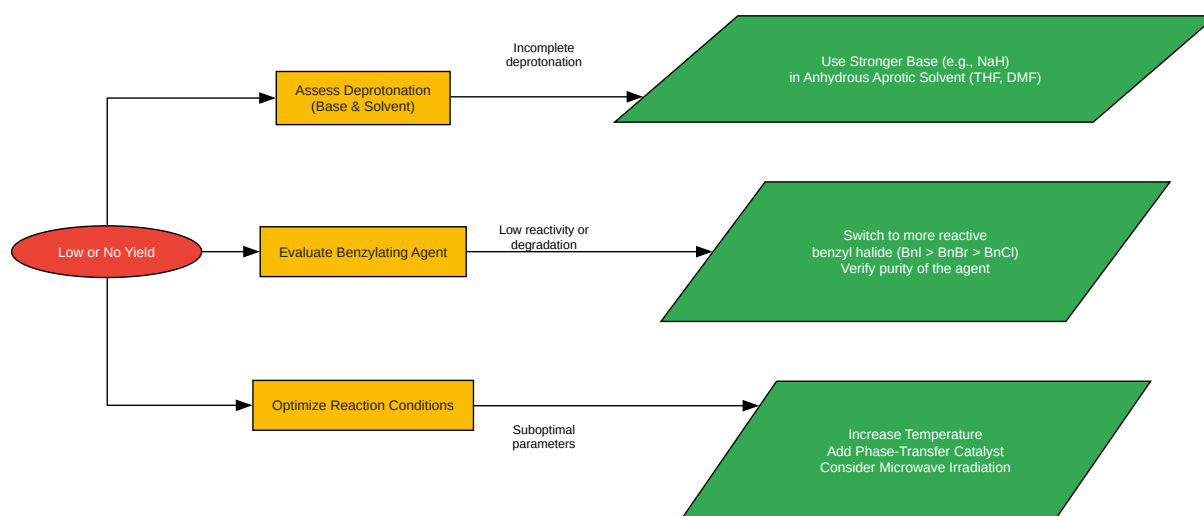 Incomplete
deprotonation
Assess Deprotonation
(Base & Solvent)
Use Stronger Base (e.g., NaH)
in Anhydrous Aprotic Solvent (THF, DMF)
Low or No Yield
Evaluate Benzylating Agent
Low reactivity or
degradation
Switch to more reactive
benzyl halide (BnI > BnBr > BnCl)
Verify purity of the agent
Optimize Reaction Conditions
Suboptimal
parameters
Increase Temperature
Add Phase-Transfer Catalyst
Consider Microwave Irradiation